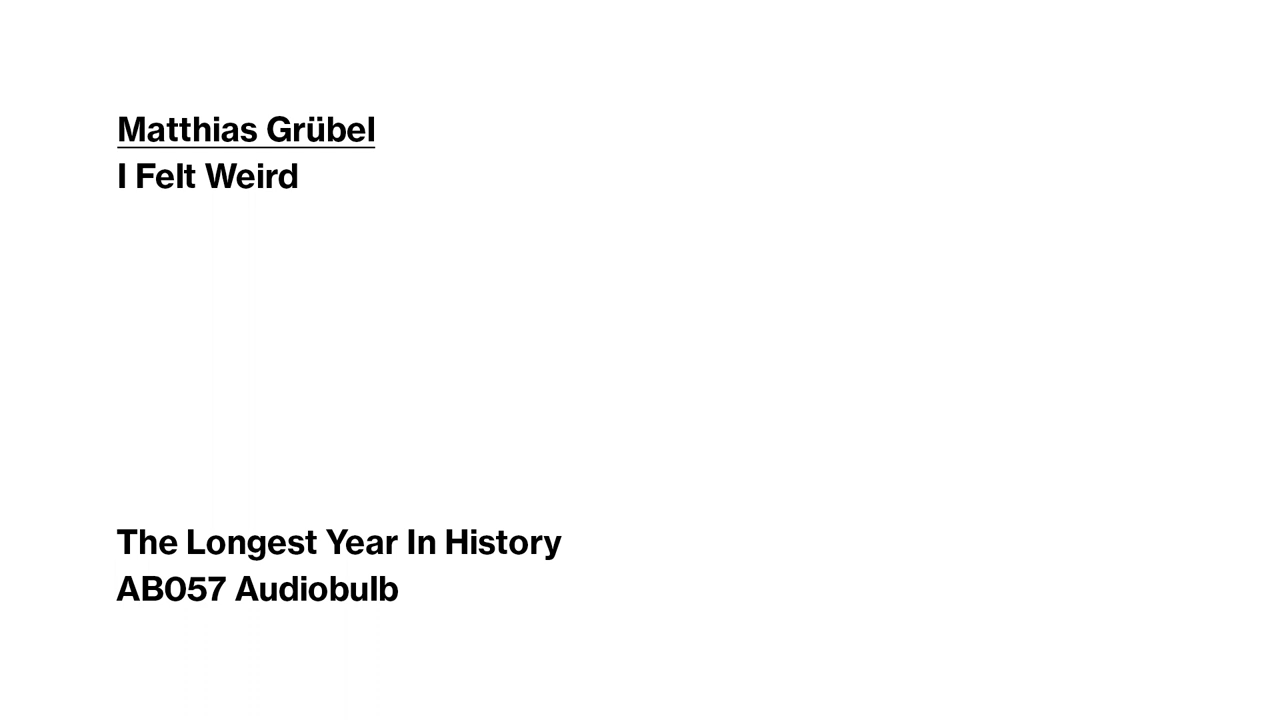 Matthias Grübel
I Felt Weird
The Longest Year In History
AB057 Audiobulb